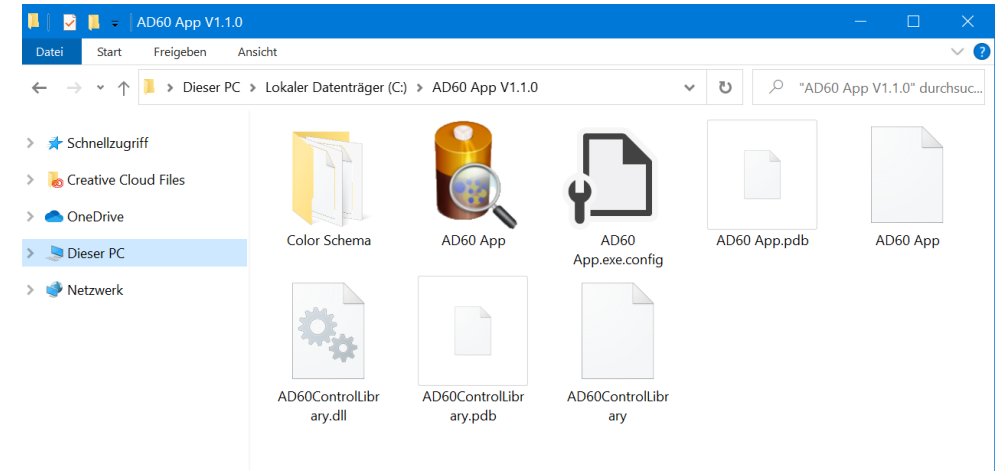 AD60 App V1.1.0
Datei Start Freigeben Ansicht
Dieser PC Lokaler Datenträger (C:) AD60 App V1.1.0 "AD60 App V1.1.0" durchsuc...
Schnellzugriff
Creative Cloud Files
OneDrive
Dieser PC
Netzwerk
Color Schema
AD60 App
AD60
App.exe.config
AD60 App.pdb
AD60 App
AD60ControlLibr
ary.dll
AD60ControlLibr
ary.pdb
AD60ControlLibr
ary